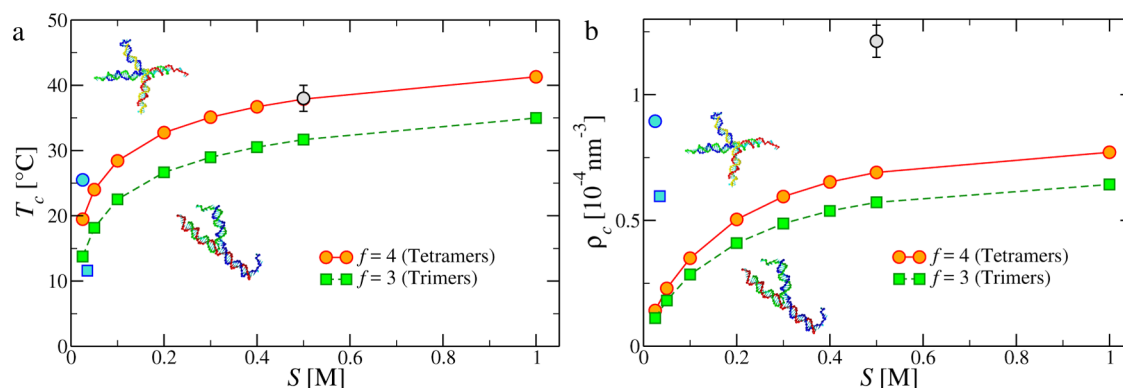 a
50
40
30
20
10
0
T_c [°C]
f = 4 (Tetramers)
f = 3 (Trimers)
0 0.2 0.4 0.6 0.8 1
S [M]
b
1
0.5
0
ρ_c [10⁻⁴ nm⁻³]
f = 4 (Tetramers)
f = 3 (Trimers)
0 0.2 0.4 0.6 0.8 1
S [M]